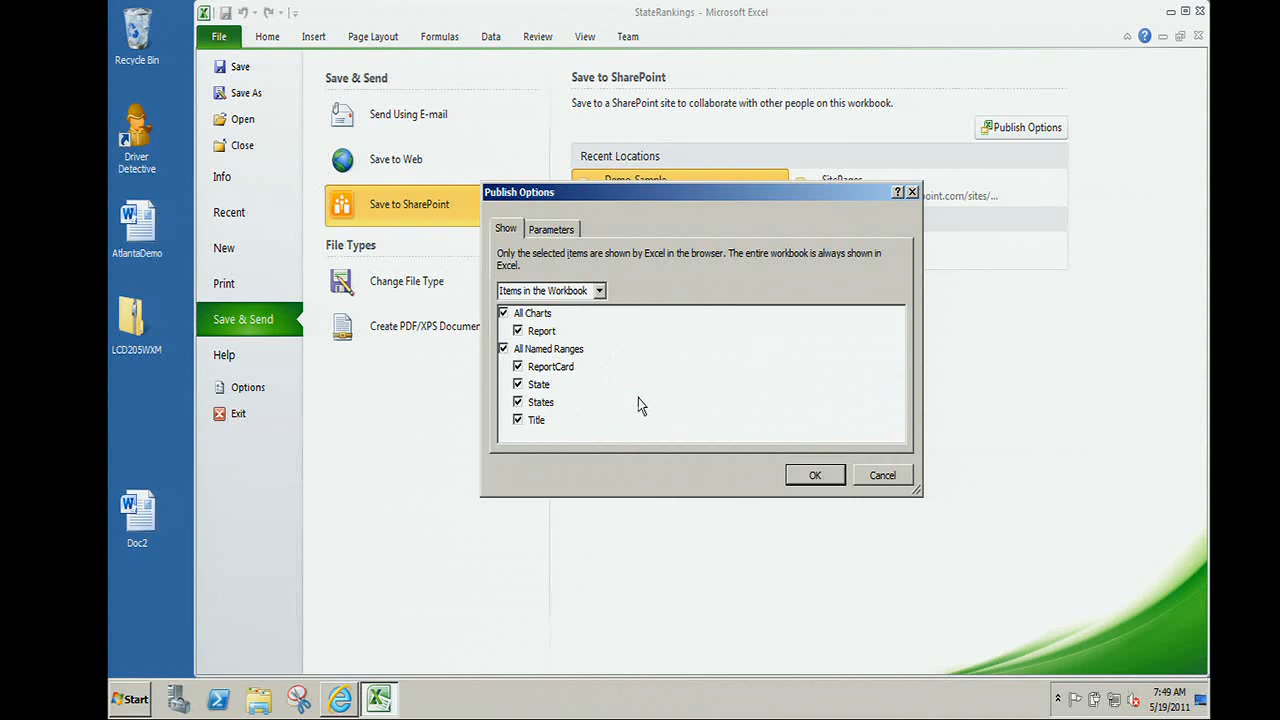 StateRankings - Microsoft Excel
File Home Insert Page Layout Formulas Data Review View Team
Recycle Bin
Driver
Detective
AtlantaDemo
LCD205WXM
Doc2
Save
Save As
Open
Close
Info
Recent
New
Print
Save & Send
Help
Options
Exit
Save & Send
Send Using E-mail
Save to Web
Save to SharePoint
File Types
Change File Type
Create PDF/XPS Documen
Save to SharePoint
Save to a SharePoint site to collaborate with other people on this workbook.
Publish Options
Recent Locations
Demo Sample SitePages
point.com/sites/...
Publish Options
Show Parameters
Only the selected items are shown by Excel in the browser. The entire workbook is always shown in
Excel.
Items in the Workbook
All Charts
Report
All Named Ranges
ReportCard
State
States
Title
OK Cancel
Start
7:49 AM
5/19/2011